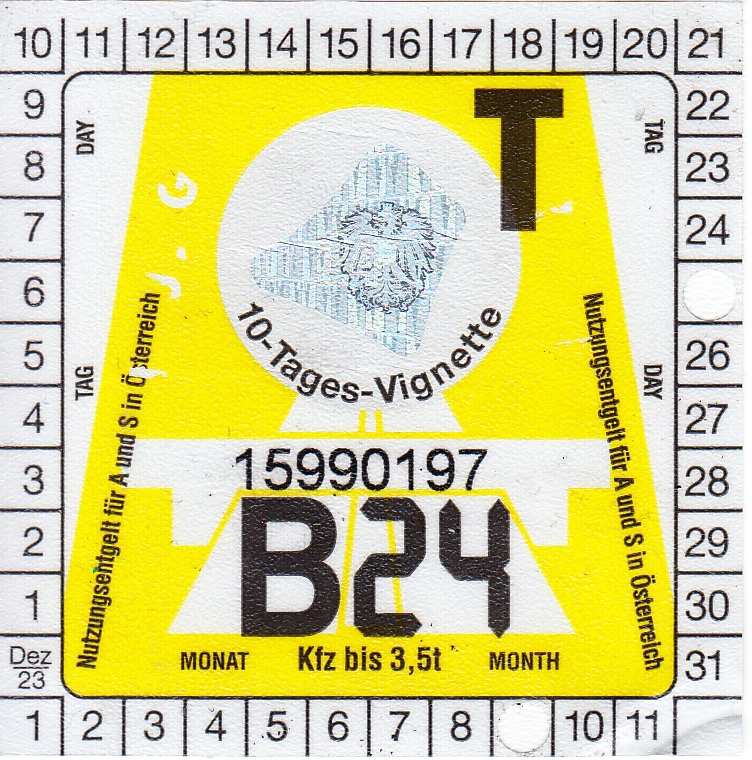 10 11 12 13 14 15 16 17 18 19 20 21
9
8
7
6
5
4
3
2
1
Dez
23
22
23
24
26
27
28
29
30
31
1 2 3 4 5 6 7 8 10 11
DAY
TAG
TAG
DAY
T
10-Tages-Vignette
Nutzungsentgelt für A und S in Österreich
Nutzungsentgelt für A und S in Österreich
15990197
B24
MONAT Kfz bis 3,5t MONTH